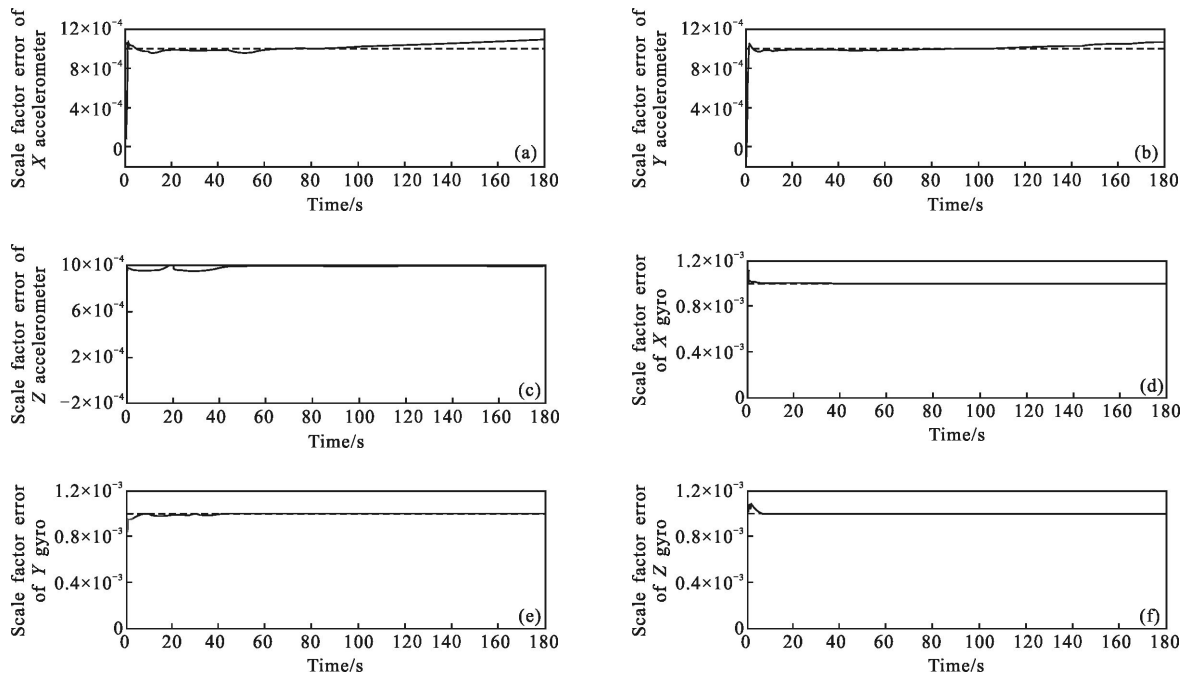 Scale factor error of
X accelerometer
12×10⁻⁴
8×10⁻⁴
4×10⁻⁴
0
(a)
0 20 40 60 80 100 120 140 160 180
Time/s
Scale factor error of
Y accelerometer
12×10⁻⁴
8×10⁻⁴
4×10⁻⁴
0
(b)
0 20 40 60 80 100 120 140 160 180
Time/s
Scale factor error of
Z accelerometer
10×10⁻⁴
6×10⁻⁴
2×10⁻⁴
−2×10⁻⁴
(c)
0 20 40 60 80 100 120 140 160 180
Time/s
Scale factor error
of X gyro
1.2×10⁻³
0.8×10⁻³
0.4×10⁻³
0
(d)
0 20 40 60 80 100 120 140 160 180
Time/s
Scale factor error
of Y gyro
1.2×10⁻³
0.8×10⁻³
0.4×10⁻³
0
(e)
0 20 40 60 80 100 120 140 160 180
Time/s
Scale factor error
of Z gyro
1.2×10⁻³
0.8×10⁻³
0.4×10⁻³
0
(f)
0 20 40 60 80 100 120 140 160 180
Time/s